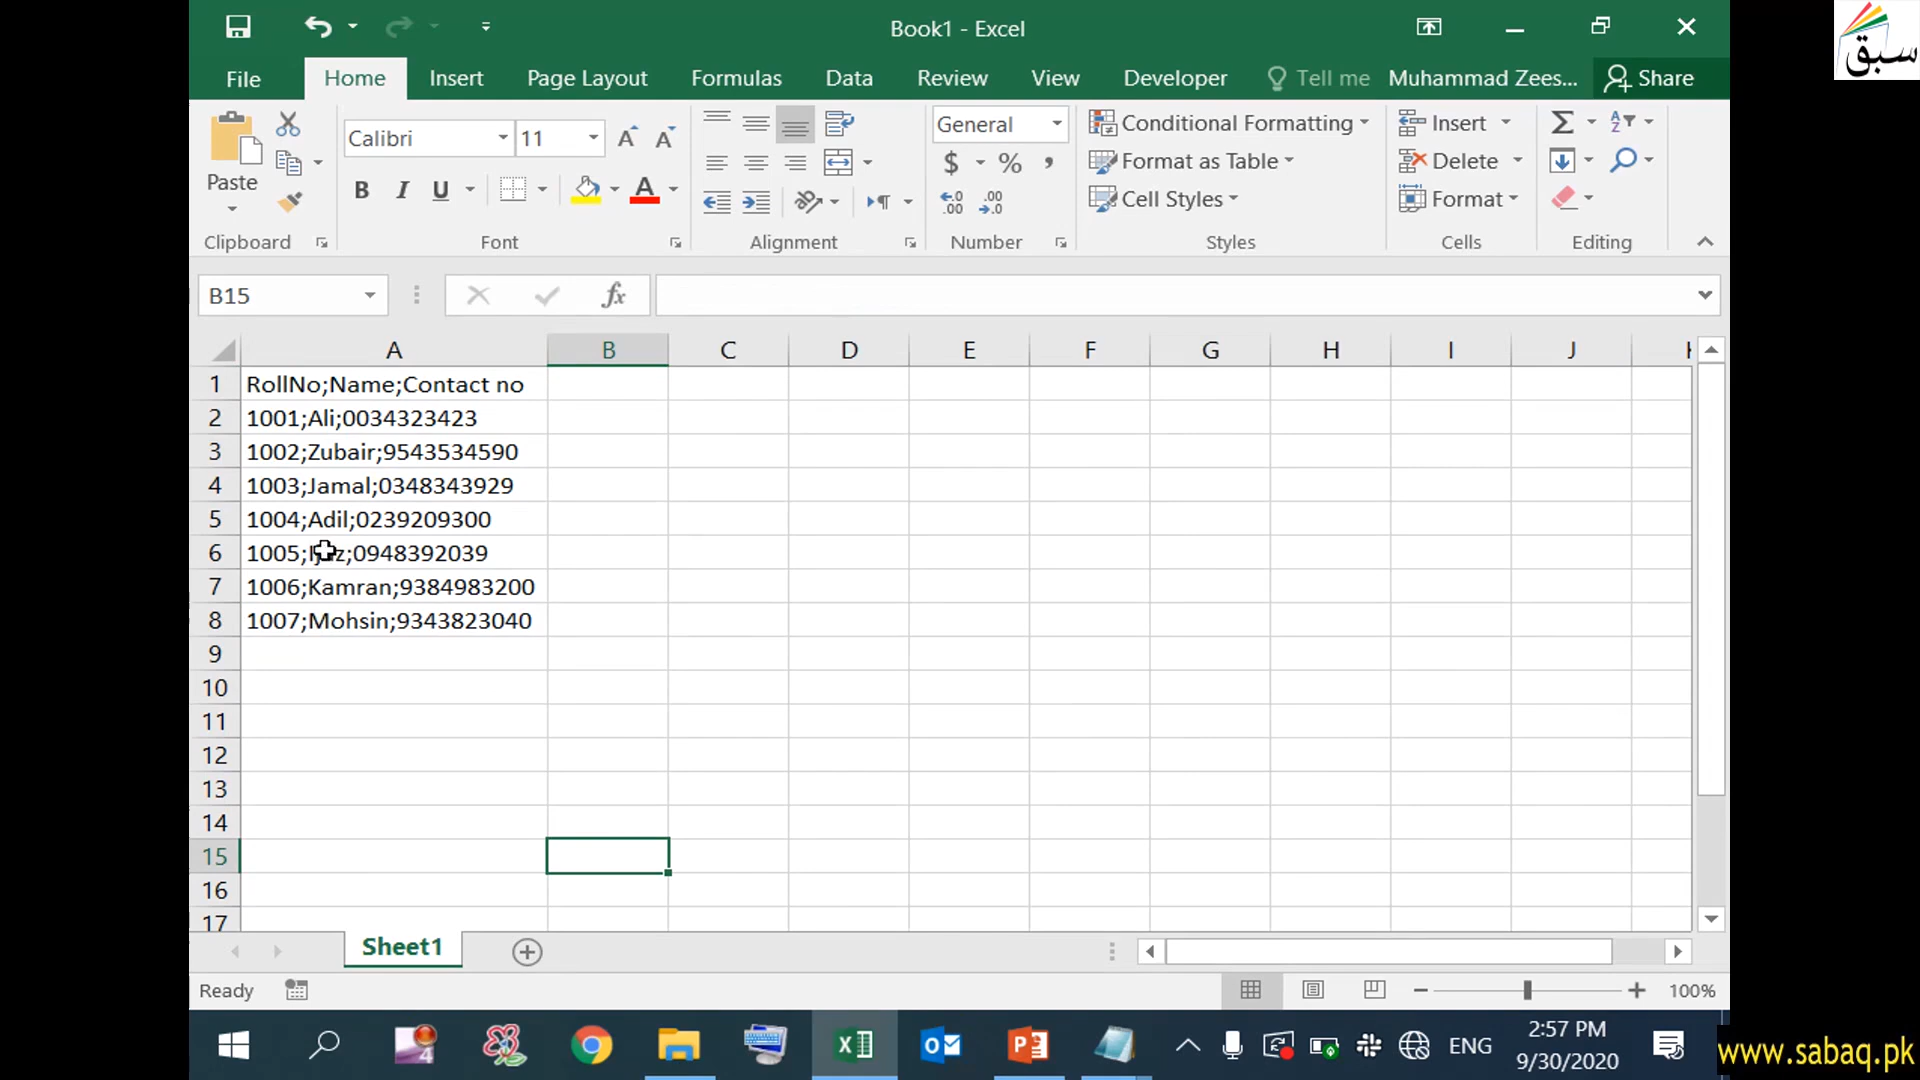 Book1 - Excel
سبق
File Home Insert Page Layout Formulas Data Review View Developer Tell me Muhammad Zees... Share
Paste
Calibri 11
B I U
General
$ % ,
Conditional Formatting
Format as Table
Cell Styles
Insert
Delete
Format
Clipboard Font Alignment Number Styles Cells Editing
B15 fx
A B C D E F G H I J
1 RollNo;Name;Contact no
2 1001;Ali;0034323423
3 1002;Zubair;9543534590
4 1003;Jamal;0348343929
5 1004;Adil;0239209300
6 1005; ;0948392039
7 1006;Kamran;9384983200
8 1007;Mohsin;9343823040
9
10
11
12
13
14
15
16
17
Sheet1
Ready 100%
ENG 2:57 PM
9/30/2020
www.sabaq.pk